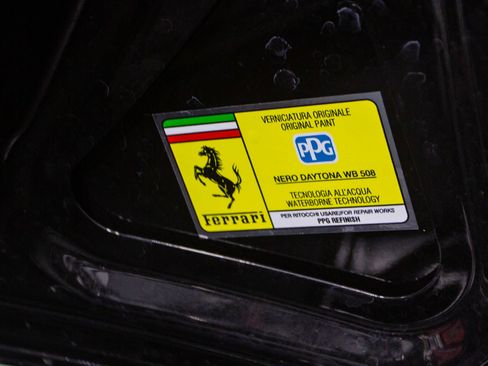 Ferrari
VERNICIATURA ORIGINALE
ORIGINAL PAINT
PPG
NERO DAYTONA WB 508
TECNOLOGIA ALL'ACQUA
WATERBORNE TECHNOLOGY
PER RITOCCHI USARE/FOR REPAIR WORKS
PPG REFINISH